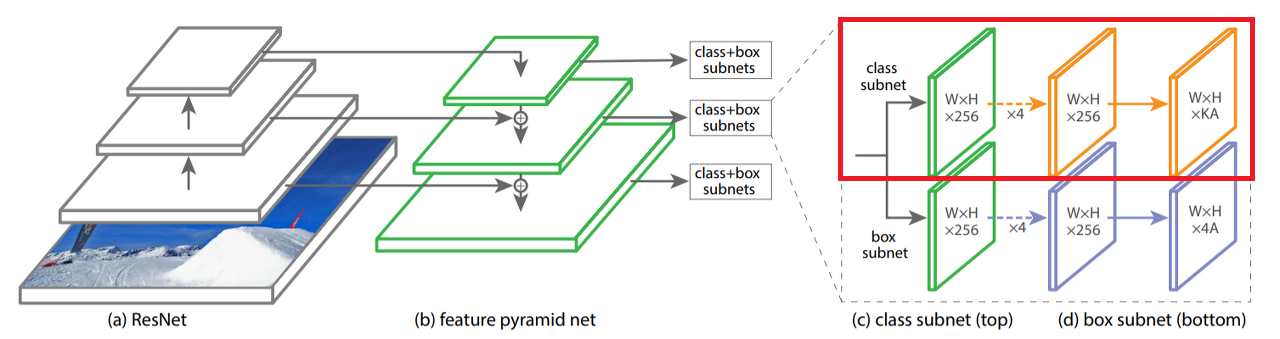 class+box
subnets
class+box
subnets
class+box
subnets
class
subnet
W×H
×256
×4
W×H
×256
W×H
×KA
box
subnet
W×H
×256
×4
W×H
×256
W×H
×4A
(a) ResNet
(b) feature pyramid net
(c) class subnet (top)
(d) box subnet (bottom)